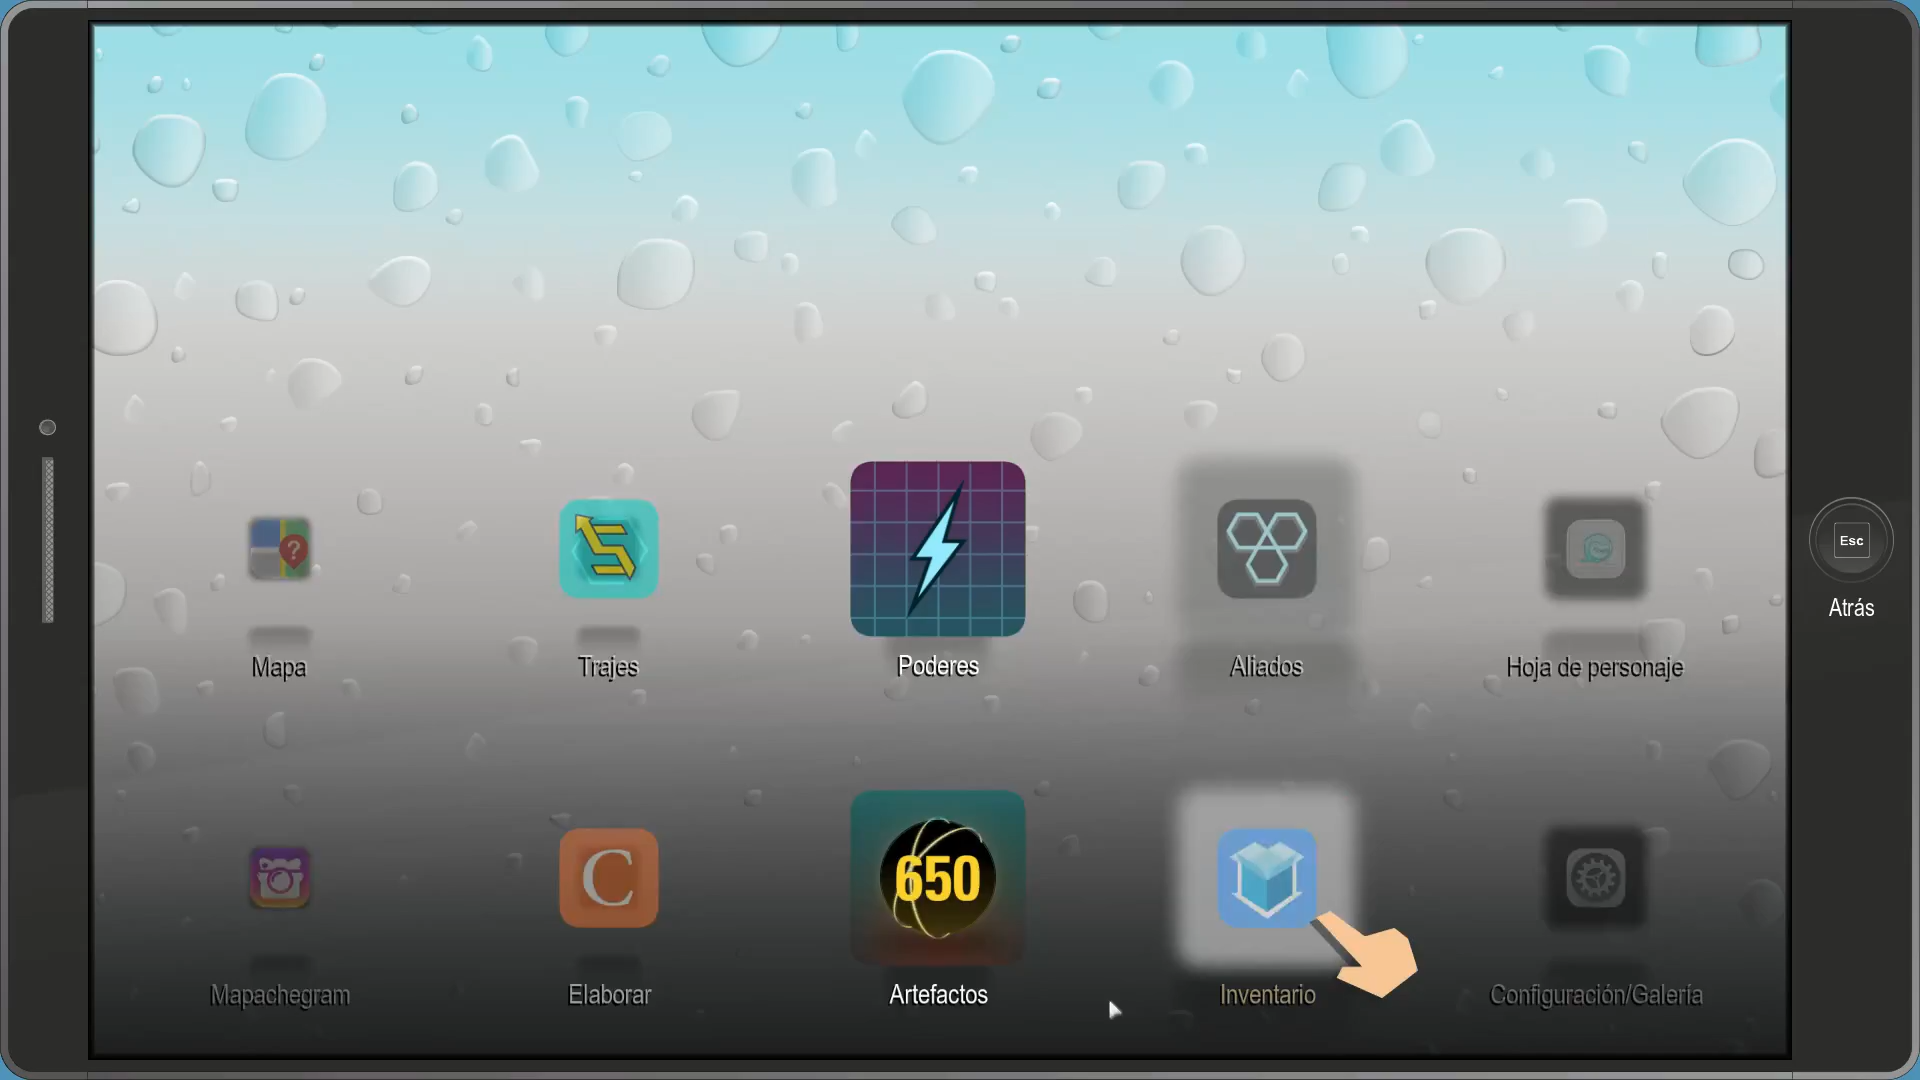 ?
Esc
Atrás
Mapa
Trajes
Poderes
Aliados
Hoja de personaje
C
650
Mapachegram
Elaborar
Artefactos
Inventario
Configuración/Galería